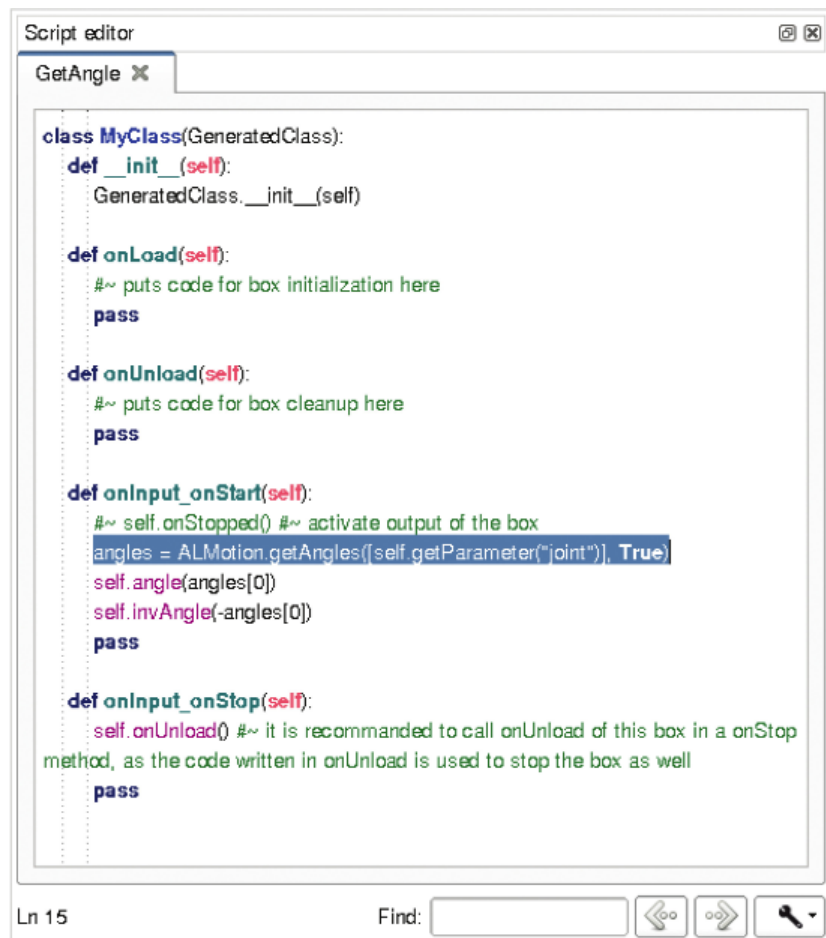 Script editor
GetAngle
class MyClass(GeneratedClass):
def __init__(self):
GeneratedClass.__init__(self)
def onLoad(self):
#~ puts code for box initialization here
pass
def onUnload(self):
#~ puts code for box cleanup here
pass
def onInput_onStart(self):
#~ self.onStopped() #~ activate output of the box
angles = ALMotion.getAngles([self.getParameter("joint")], True)
self.angle(angles[0])
self.invAngle(-angles[0])
pass
def onInput_onStop(self):
self.onUnload() #~ it is recommanded to call onUnload of this box in a onStop
method, as the code written in onUnload is used to stop the box as well
pass
Ln 15 Find: